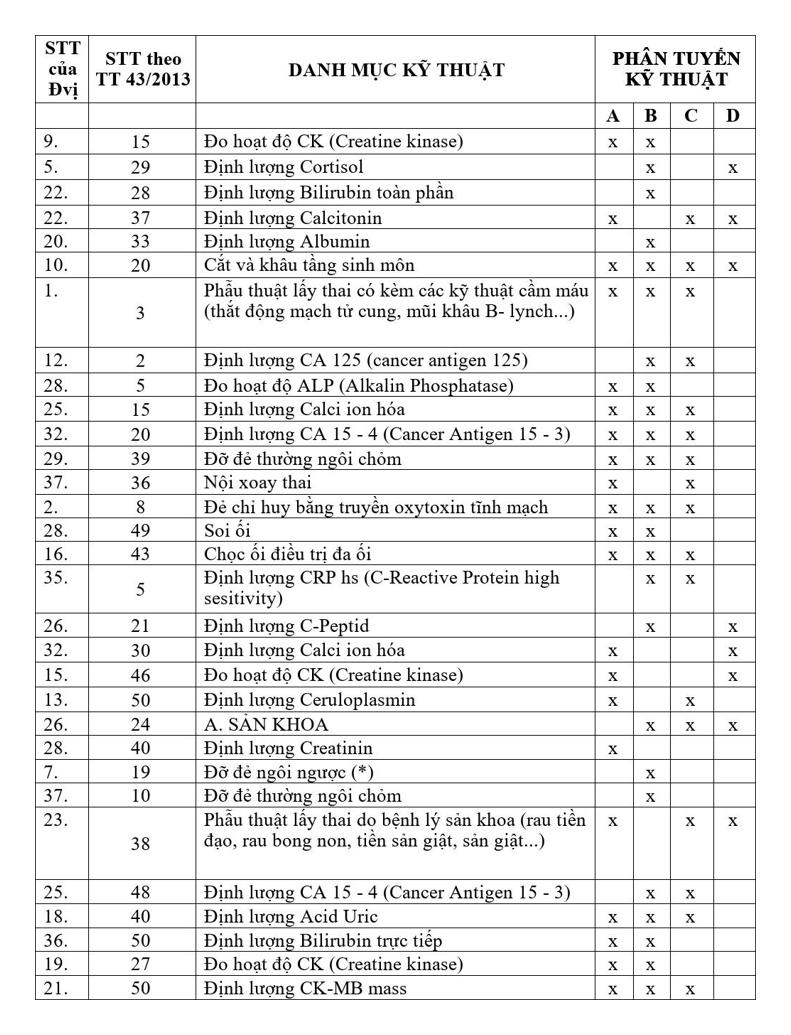 STT của Đvị | STT theo TT 43/2013 | DANH MỤC KỸ THUẬT | PHÂN TUYẾN KỸ THUẬT
A B C D
9. 15 Đo hoạt độ CK (Creatine kinase) x x
5. 29 Định lượng Cortisol x x
22. 28 Định lượng Bilirubin toàn phần x
22. 37 Định lượng Calcitonin x x x
20. 33 Định lượng Albumin x
10. 20 Cắt và khâu tầng sinh môn x x x x
1. 3 Phẫu thuật lấy thai có kèm các kỹ thuật cầm máu x x x
(thắt động mạch tử cung, mũi khâu B- lynch...)
12. 2 Định lượng CA 125 (cancer antigen 125) x x
28. 5 Đo hoạt độ ALP (Alkalin Phosphatase) x x
25. 15 Định lượng Calci ion hóa x x x
32. 20 Định lượng CA 15 - 4 (Cancer Antigen 15 - 3) x x x
29. 39 Đỡ đẻ thường ngôi chỏm x x x
37. 36 Nội xoay thai x x
2. 8 Đẻ chỉ huy bằng truyền oxytoxin tĩnh mạch x x x
28. 49 Soi ối x x
16. 43 Chọc ối điều trị đa ối x x x
35. 5 Định lượng CRP hs (C-Reactive Protein high x x
sesitivity)
26. 21 Định lượng C-Peptid x x
32. 30 Định lượng Calci ion hóa x x
15. 46 Đo hoạt độ CK (Creatine kinase) x x
13. 50 Định lượng Ceruloplasmin x x
26. 24 A. SẢN KHOA x x x
28. 40 Định lượng Creatinin x
7. 19 Đỡ đẻ ngôi ngược (*) x
37. 10 Đỡ đẻ thường ngôi chỏm x
23. 38 Phẫu thuật lấy thai do bệnh lý sản khoa (rau tiền x x x
đạo, rau bong non, tiền sản giật, sản giật...)
25. 48 Định lượng CA 15 - 4 (Cancer Antigen 15 - 3) x x
18. 40 Định lượng Acid Uric x x x
36. 50 Định lượng Bilirubin trực tiếp x x
19. 27 Đo hoạt độ CK (Creatine kinase) x x
21. 50 Định lượng CK-MB mass x x x